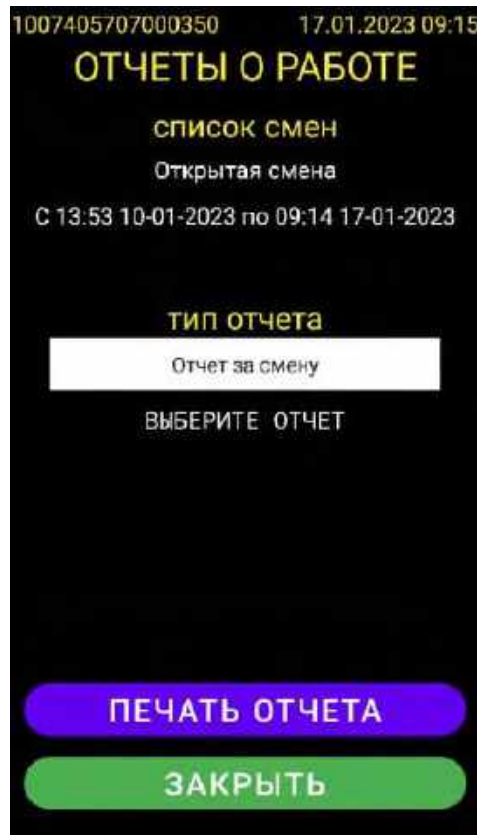 1007405707000350 17.01.2023 09:15
ОТЧЕТЫ О РАБОТЕ
список смен
Открытая смена
С 13:53 10-01-2023 по 09:14 17-01-2023
тип отчета
Отчет за смену
ВЫБЕРИТЕ ОТЧЕТ
ПЕЧАТЬ ОТЧЕТА
ЗАКРЫТЬ